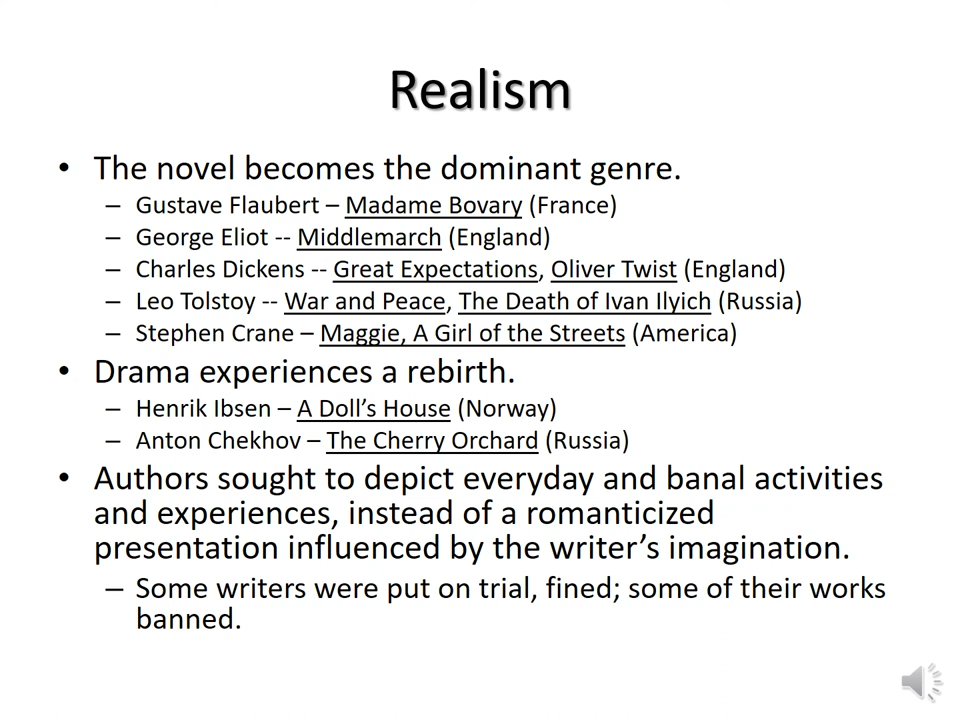 Realism
• The novel becomes the dominant genre.
– Gustave Flaubert – Madame Bovary (France)
– George Eliot -- Middlemarch (England)
– Charles Dickens -- Great Expectations, Oliver Twist (England)
– Leo Tolstoy -- War and Peace, The Death of Ivan Ilyich (Russia)
– Stephen Crane – Maggie, A Girl of the Streets (America)
• Drama experiences a rebirth.
– Henrik Ibsen – A Doll’s House (Norway)
– Anton Chekhov – The Cherry Orchard (Russia)
• Authors sought to depict everyday and banal activities
and experiences, instead of a romanticized
presentation influenced by the writer’s imagination.
– Some writers were put on trial, fined; some of their works
banned.